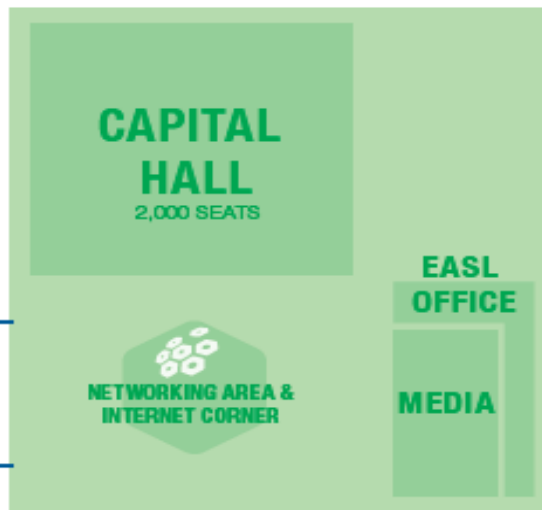 CAPITAL
HALL
2,000 SEATS
EASL
OFFICE
NETWORKING AREA &
INTERNET CORNER
MEDIA